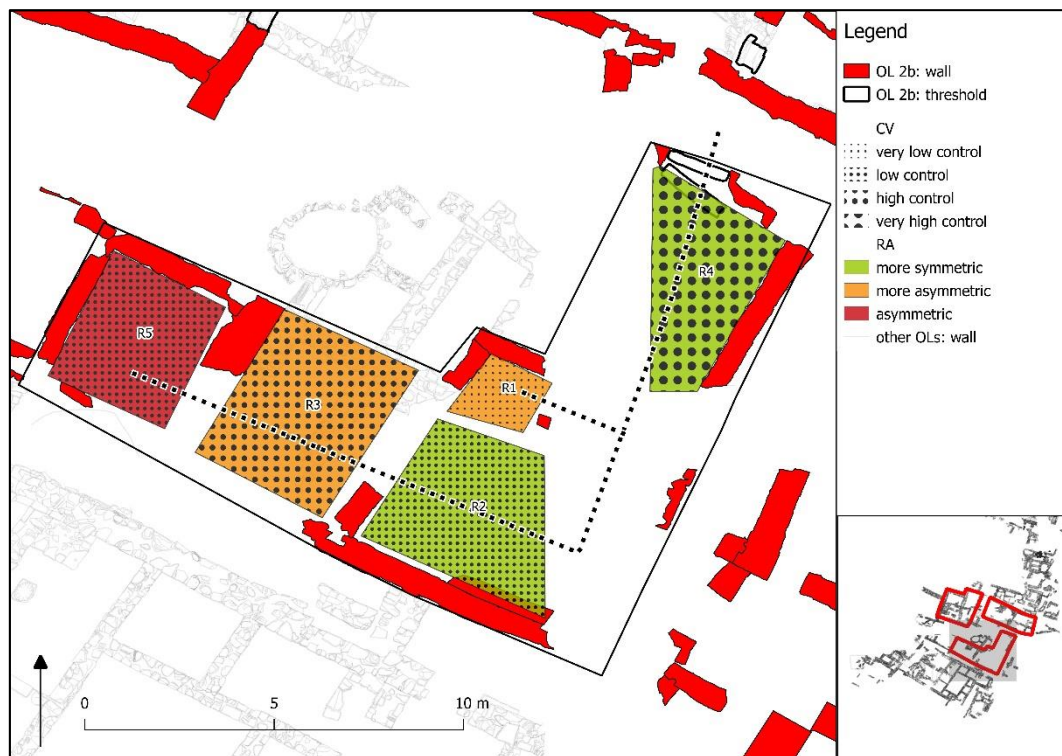 Legend
OL 2b: wall
OL 2b: threshold
CV
very low control
low control
high control
very high control
RA
more symmetric
more asymmetric
asymmetric
other OLs: wall
R4
R5
R1
R3
R2
0 5 10 m